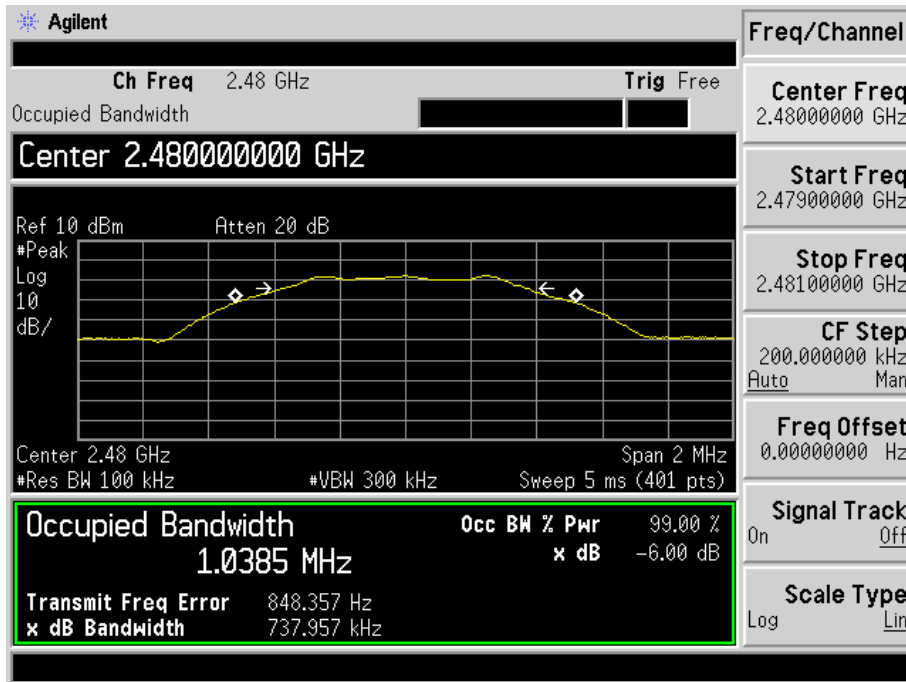 Agilent
Freq/Channel
Ch Freq 2.48 GHz Trig Free
Occupied Bandwidth
Center 2.480000000 GHz
Ref 10 dBm Atten 20 dB
#Peak
Log
10
dB/
Center 2.48 GHz Span 2 MHz
#Res BW 100 kHz #VBW 300 kHz Sweep 5 ms (401 pts)
Occupied Bandwidth Occ BW % Pwr 99.00 %
1.0385 MHz x dB -6.00 dB
Transmit Freq Error 848.357 Hz
x dB Bandwidth 737.957 kHz
Center Freq
2.48000000 GHz
Start Freq
2.47900000 GHz
Stop Freq
2.48100000 GHz
CF Step
200.000000 kHz
Auto Man
Freq Offset
0.00000000 Hz
Signal Track
On Off
Scale Type
Log Lin